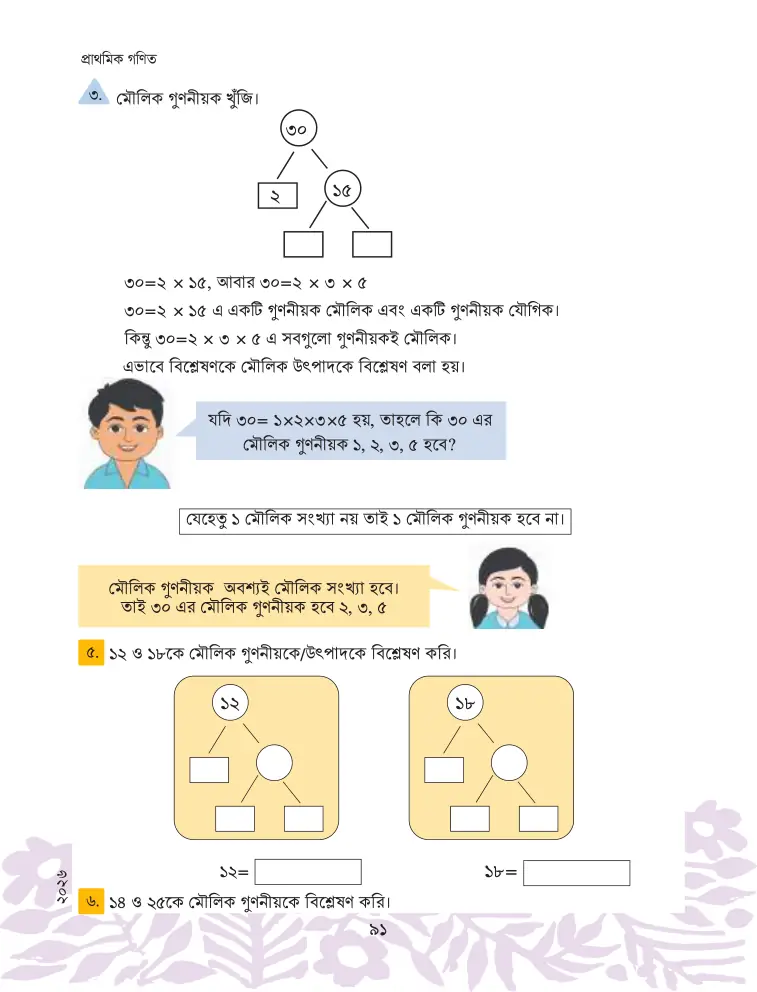 প্রাথমিক গণিত
৩. মৌলিক গুণনীয়ক খুঁজি।
৩০
২
১৫
৩০=২ × ১৫, আবার ৩০=২ × ৩ × ৫
৩০=২ × ১৫ এ একটি গুণনীয়ক মৌলিক এবং একটি গুণনীয়ক যৌগিক।
কিন্তু ৩০=২ × ৩ × ৫ এ সবগুলো গুণনীয়কই মৌলিক।
এভাবে বিশ্লেষণকে মৌলিক উৎপাদকে বিশ্লেষণ বলা হয়।
যদি ৩০= ১×২×৩×৫ হয়, তাহলে কি ৩০ এর
মৌলিক গুণনীয়ক ১, ২, ৩, ৫ হবে?
যেহেতু ১ মৌলিক সংখ্যা নয় তাই ১ মৌলিক গুণনীয়ক হবে না।
মৌলিক গুণনীয়ক অবশ্যই মৌলিক সংখ্যা হবে।
তাই ৩০ এর মৌলিক গুণনীয়ক হবে ২, ৩, ৫
৫. ১২ ও ১৮কে মৌলিক গুণনীয়কে/উৎপাদকে বিশ্লেষণ করি।
১২
১৮
১২=
১৮=
৬. ১৪ ও ২৫কে মৌলিক গুণনীয়কে বিশ্লেষণ করি।
২০২৬
৯১